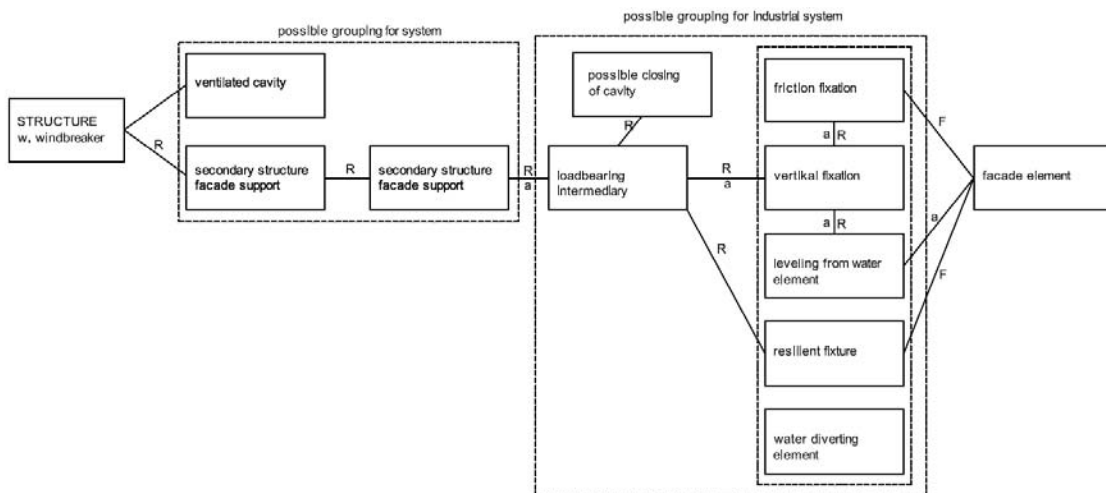 possible grouping for industrial system
possible grouping for system
ventilated cavity
STRUCTURE
w, windbreaker
R
secondary structure
facade support
R
secondary structure
facade support
R
a
possible closing
of cavity
R
loadbearing
intermediary
R
a
R
friction fixation
a R
vertikal fixation
a R
leveling from water
element
resilient fixture
water diverting
element
F
a
F
facade element